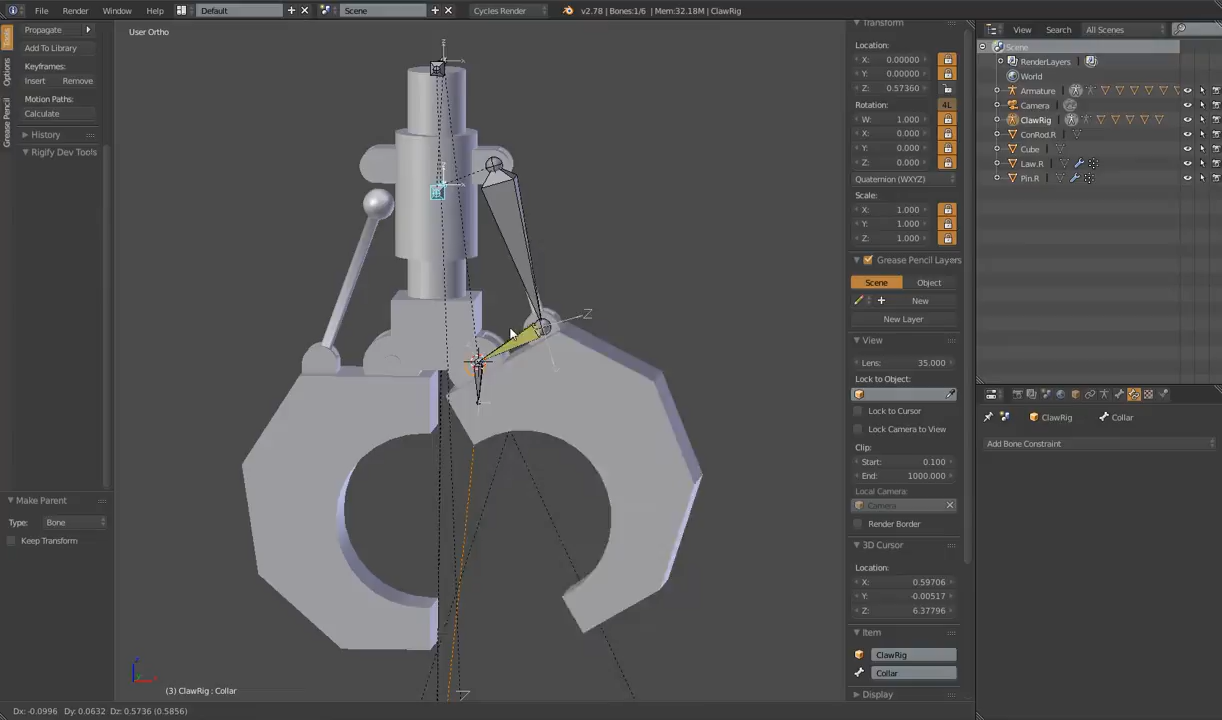 File Render Window Help Default Scene Cycles Render v2.78 | Bones:1/6 | Mem:32.18M | ClawRig
Tools
Options
Grease Pencil
Propagate
Add To Library
Keyframes:
Insert Remove
Motion Paths:
Calculate
History
Rigify Dev Tools
Make Parent
Type: Bone
Keep Transform
User Ortho
Z
(3) ClawRig : Collar
Dx: -0.0996 Dy: 0.0632 Dz: 0.5736 (0.5856)
Transform
Location:
X: 0.00000
Y: 0.00000
Z: 0.57360
Rotation: 4L
W: 1.000
X: 0.000
Y: 0.000
Z: 0.000
Quaternion (WXYZ)
Scale:
X: 1.000
Y: 1.000
Z: 1.000
Grease Pencil Layers
Scene Object
New
New Layer
View
Lens: 35.000
Lock to Object:
Lock to Cursor
Lock Camera to View
Clip:
Start: 0.100
End: 1000.000
Local Camera:
Camera
Render Border
3D Cursor
Location:
X: 0.59706
Y: -0.00517
Z: 6.37796
Item
ClawRig
Collar
Display
View Search All Scenes
Scene
RenderLayers
World
Armature
Camera
ClawRig
ConRod.R
Cube
Law.R
Pin.R
ClawRig Collar
Add Bone Constraint